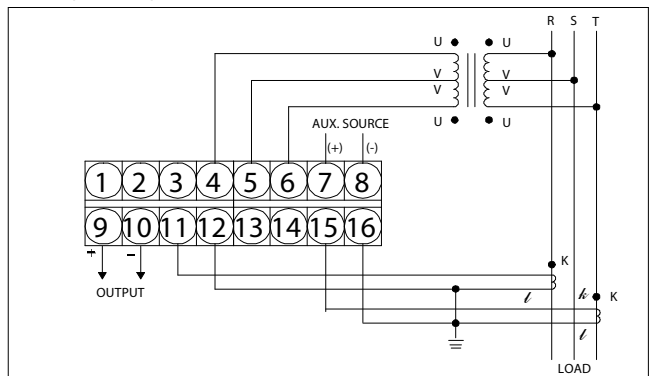 R S T
U U
V V
V
U U
AUX. SOURCE
(+) (-)
1 2 3 4 5 6 7 8
9 10 11 12 13 14 15 16
+ -
OUTPUT
K
l k K
l
LOAD